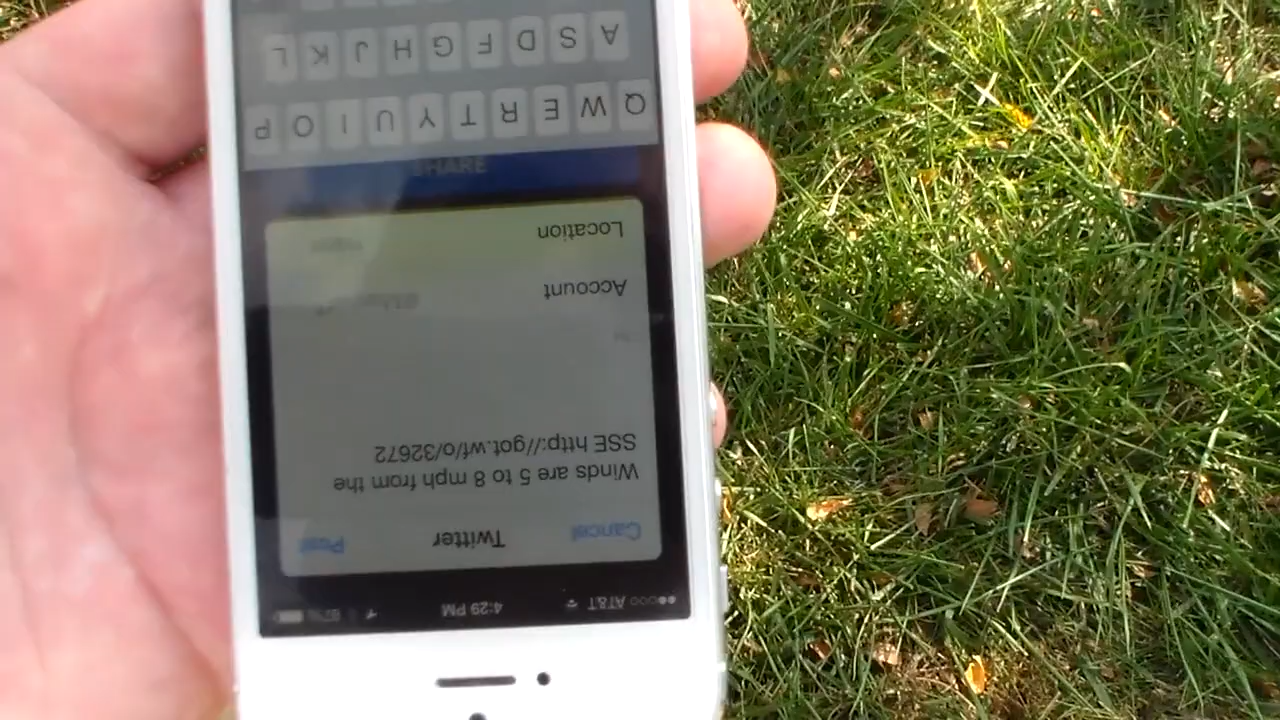 AT&T 4:29 PM
Cancel Twitter Post
Winds are 5 to 8 mph from the
SSE http://got.wf/o/32672
Account
Location
SHARE
Q W E R T Y U I O P
A S D F G H J K L